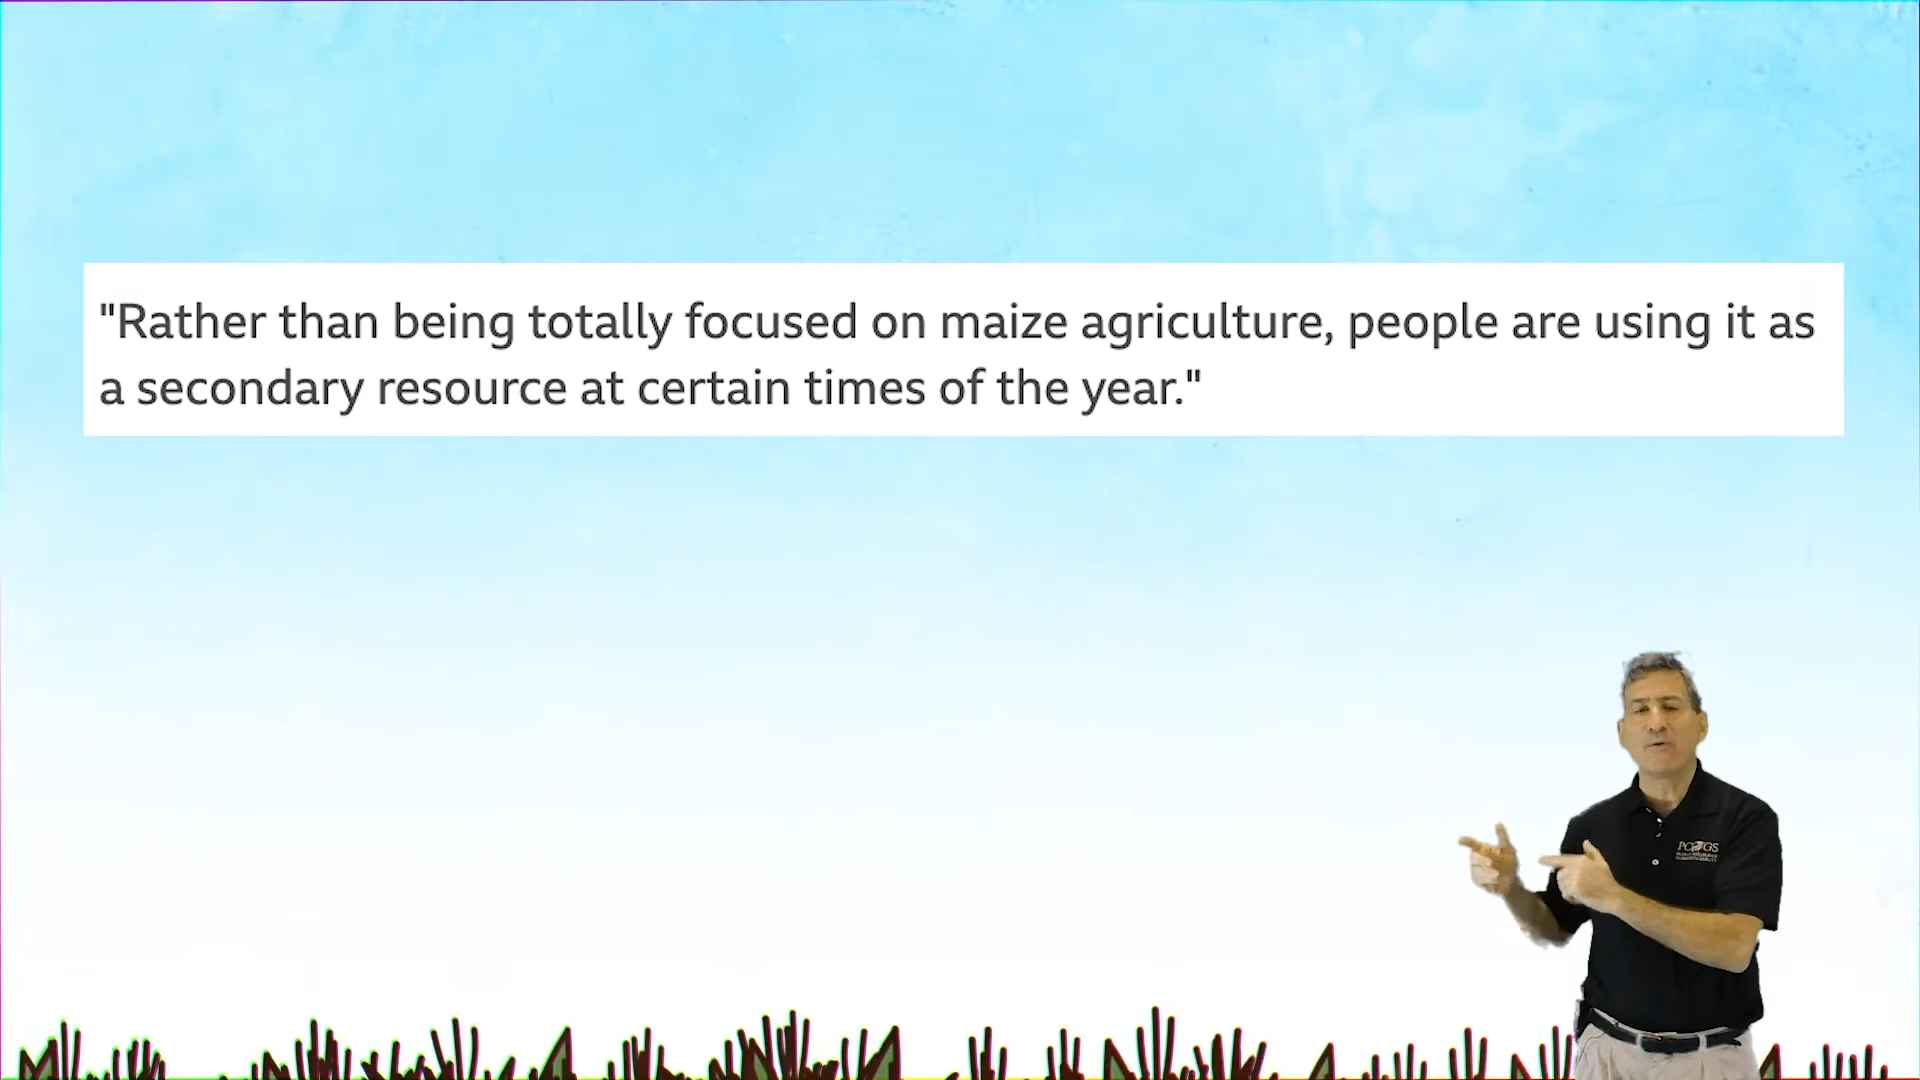 "Rather than being totally focused on maize agriculture, people are using it as
a secondary resource at certain times of the year."
PCGS